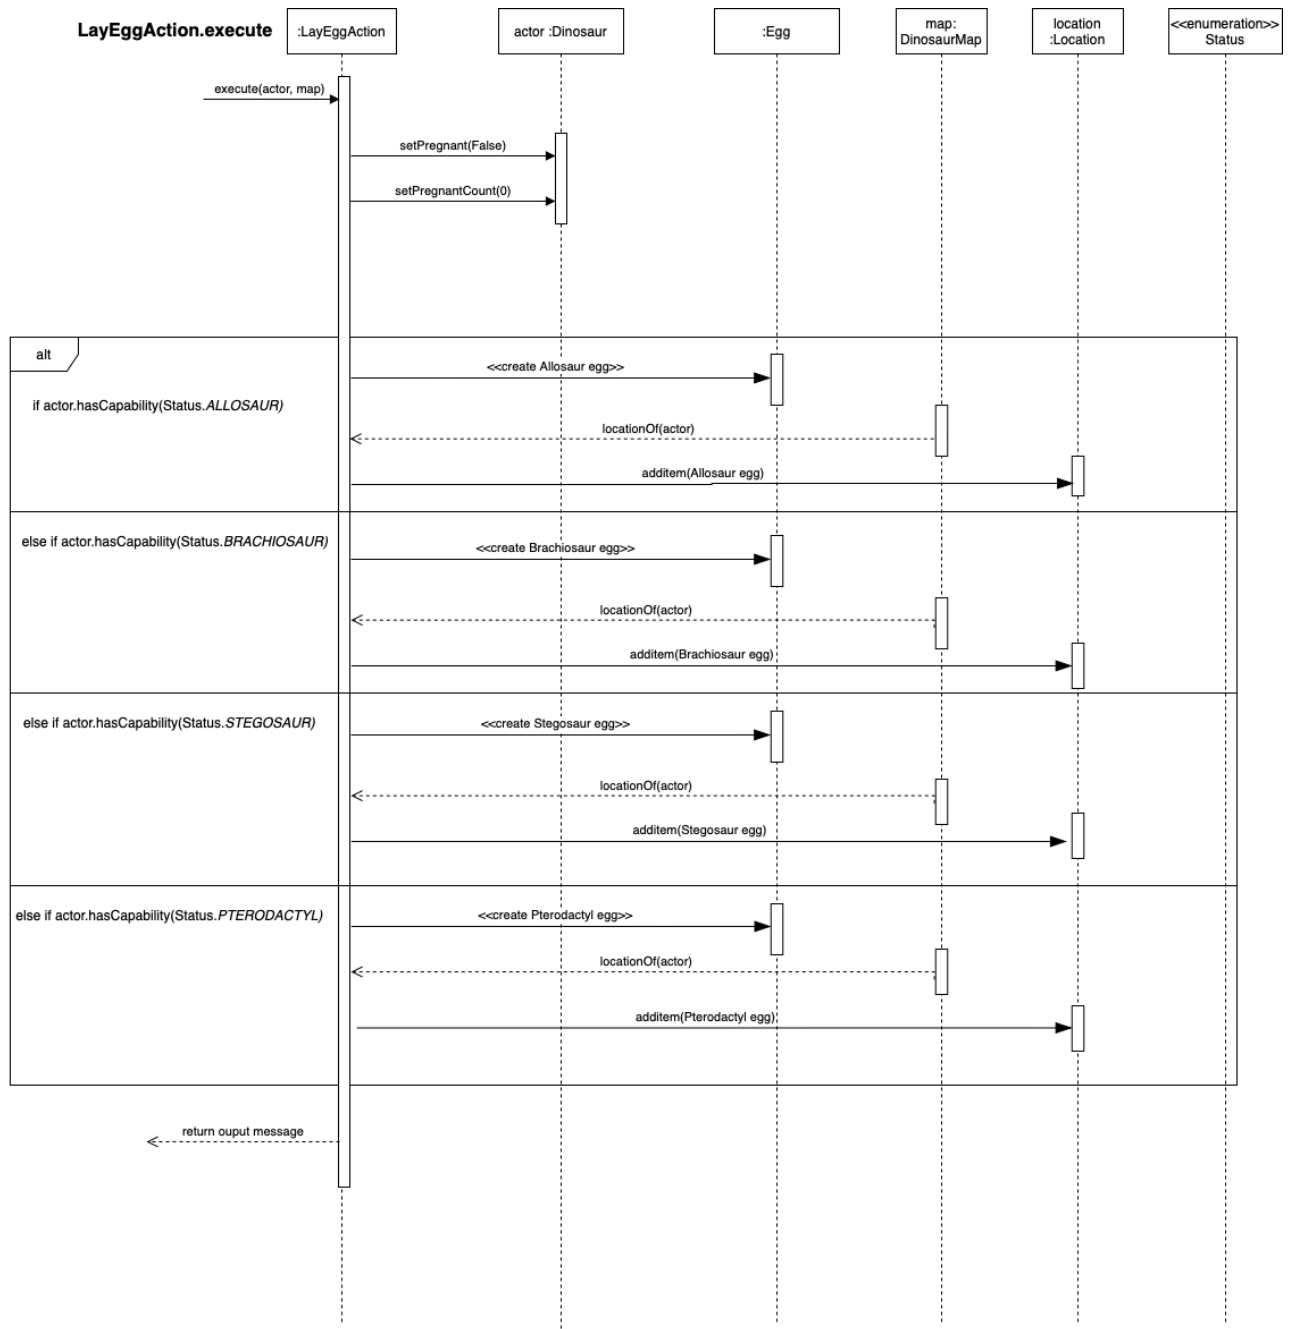 LayEggAction.execute
:LayEggAction
actor :Dinosaur
:Egg
map:
DinosaurMap
location
:Location
<<enumeration>>
Status
execute(actor, map)
setPregnant(False)
setPregnantCount(0)
alt
<<create Allosaur egg>>
if actor.hasCapability(Status.ALLOSAUR)
locationOf(actor)
additem(Allosaur egg)
else if actor.hasCapability(Status.BRACHIOSAUR)
<<create Brachiosaur egg>>
locationOf(actor)
additem(Brachiosaur egg)
else if actor.hasCapability(Status.STEGOSAUR)
<<create Stegosaur egg>>
locationOf(actor)
additem(Stegosaur egg)
else if actor.hasCapability(Status.PTERODACTYL)
<<create Pterodactyl egg>>
locationOf(actor)
additem(Pterodactyl egg)
return ouput message